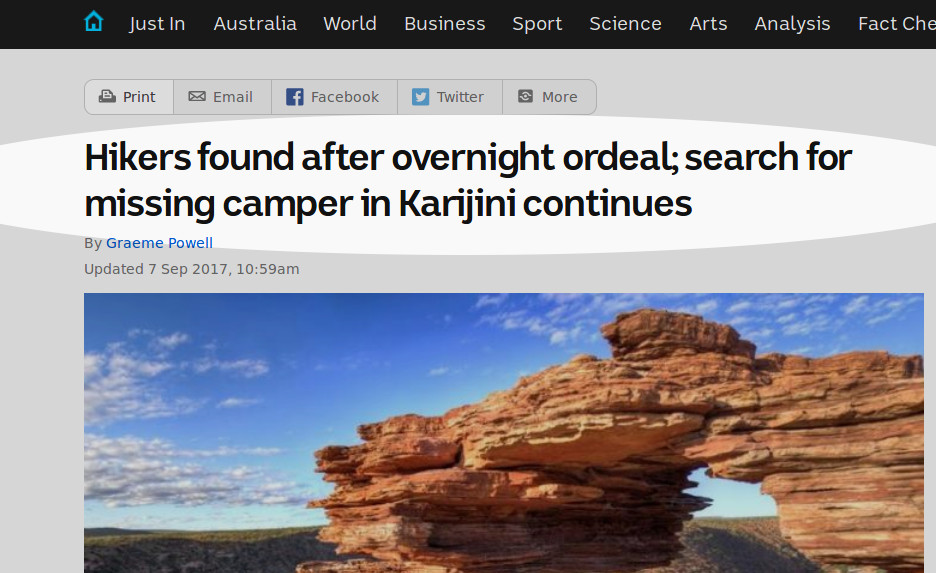 Just In Australia World Business Sport Science Arts Analysis Fact Che
Print Email Facebook Twitter More
Hikers found after overnight ordeal; search for
missing camper in Karijini continues
By Graeme Powell
Updated 7 Sep 2017, 10:59am